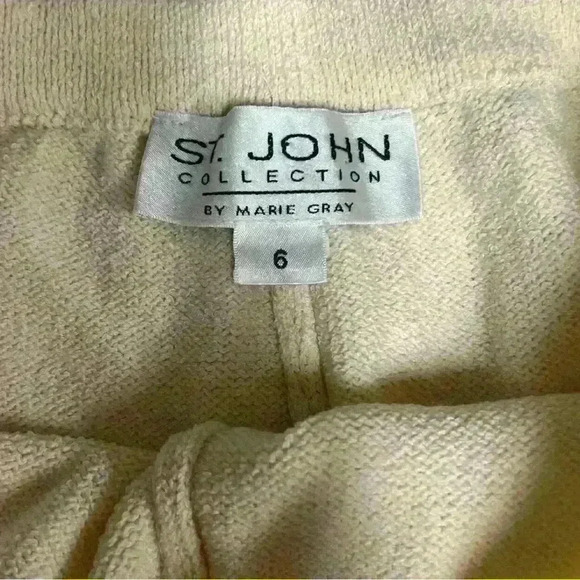 ST. JOHN
COLLECTION
BY MARIE GRAY
6